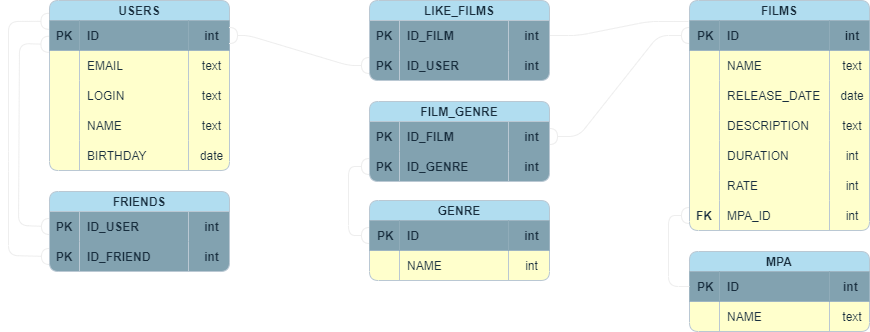 USERS
PK ID int
EMAIL text
LOGIN text
NAME text
BIRTHDAY date
FRIENDS
PK ID_USER int
PK ID_FRIEND int
LIKE_FILMS
PK ID_FILM int
PK ID_USER int
FILM_GENRE
PK ID_FILM int
PK ID_GENRE int
GENRE
PK ID int
NAME int
FILMS
PK ID int
NAME text
RELEASE_DATE date
DESCRIPTION text
DURATION int
RATE int
FK MPA_ID int
MPA
PK ID int
NAME text